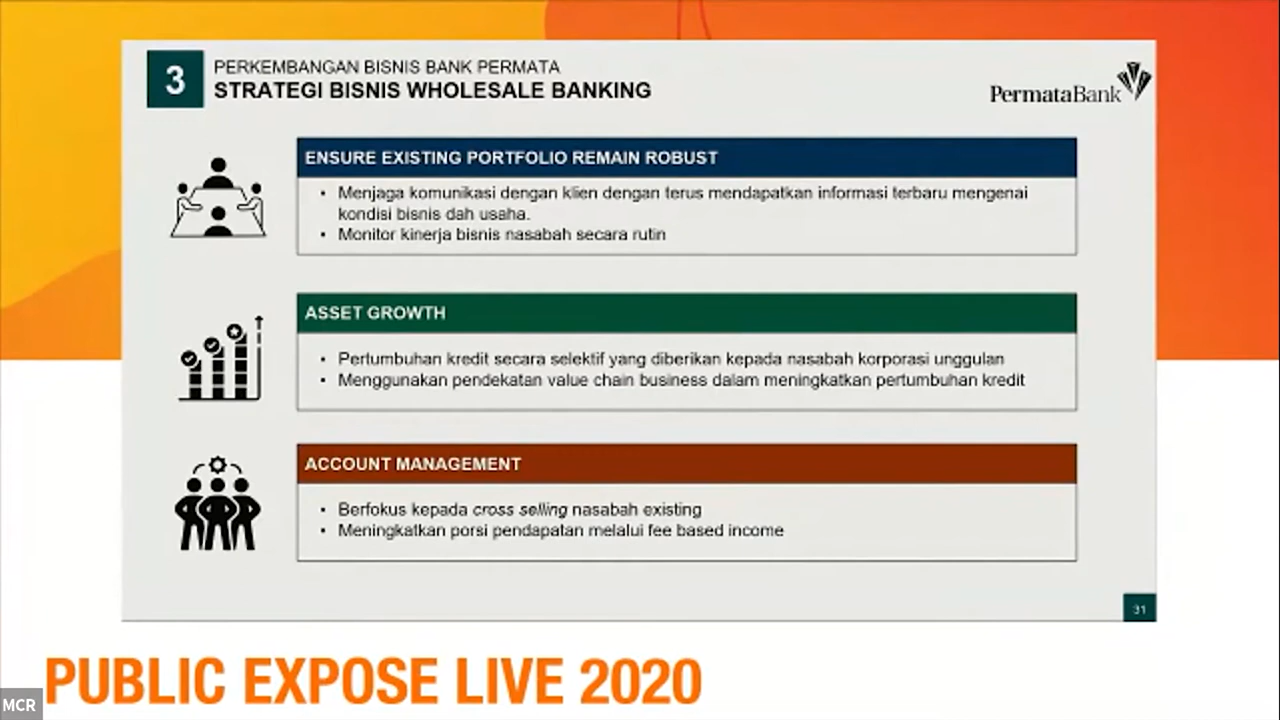 3
PERKEMBANGAN BISNIS BANK PERMATA
STRATEGI BISNIS WHOLESALE BANKING
PermataBank
ENSURE EXISTING PORTFOLIO REMAIN ROBUST
• Menjaga komunikasi dengan klien dengan terus mendapatkan informasi terbaru mengenai
kondisi bisnis dah usaha.
• Monitor kinerja bisnis nasabah secara rutin
ASSET GROWTH
• Pertumbuhan kredit secara selektif yang diberikan kepada nasabah korporasi unggulan
• Menggunakan pendekatan value chain business dalam meningkatkan pertumbuhan kredit
ACCOUNT MANAGEMENT
• Berfokus kepada cross selling nasabah existing
• Meningkatkan porsi pendapatan melalui fee based income
31
PUBLIC EXPOSE LIVE 2020
MCR